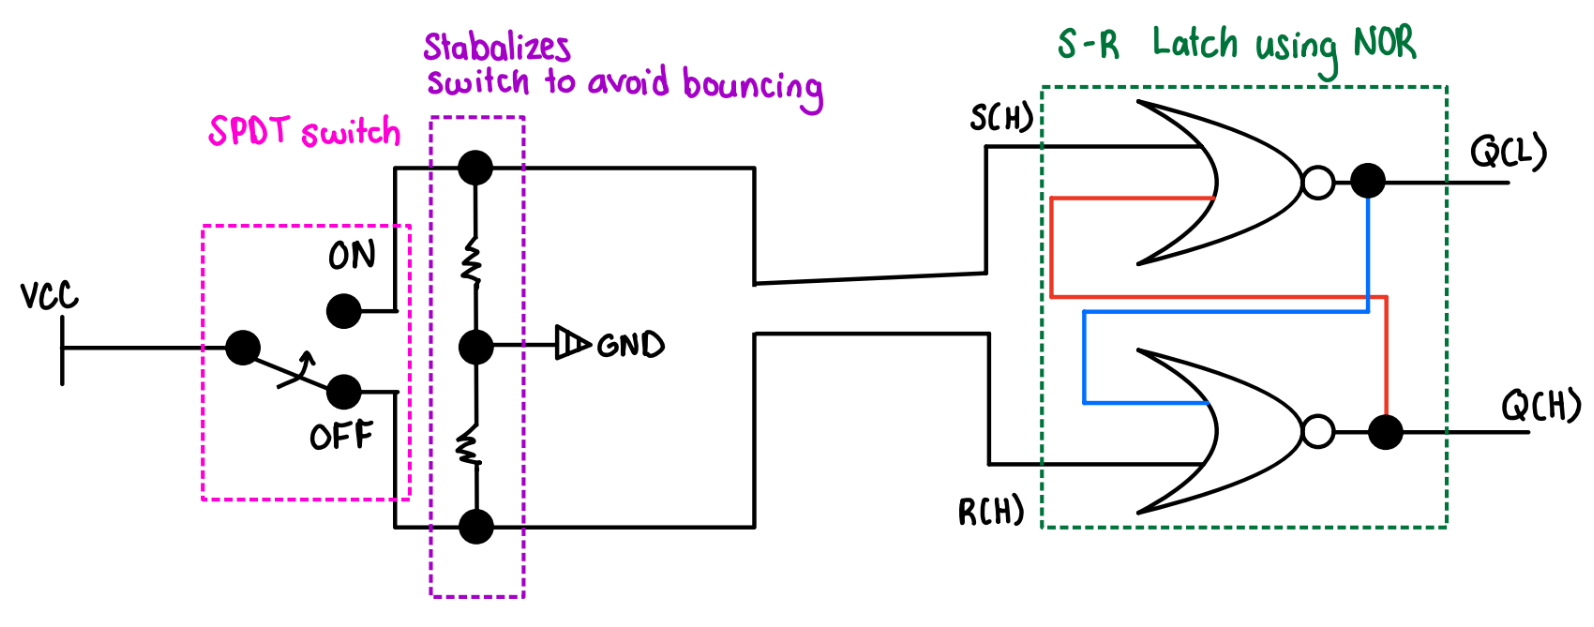 Stabalizes
switch to avoid bouncing
S-R Latch using NOR
SPDT switch
S(H)
Q(L)
ON
VCC
GND
OFF
Q(H)
R(H)